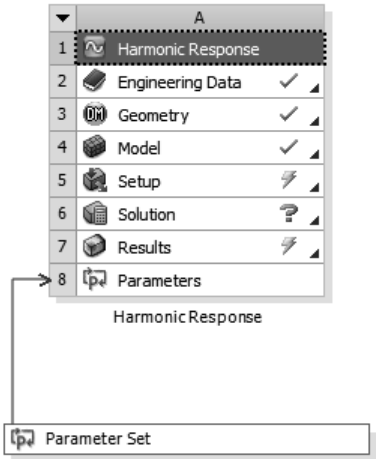 A
1 Harmonic Response
2 Engineering Data
3 DM Geometry
4 Model
5 Setup
6 Solution ?
7 Results
8 p Parameters
Harmonic Response
p Parameter Set